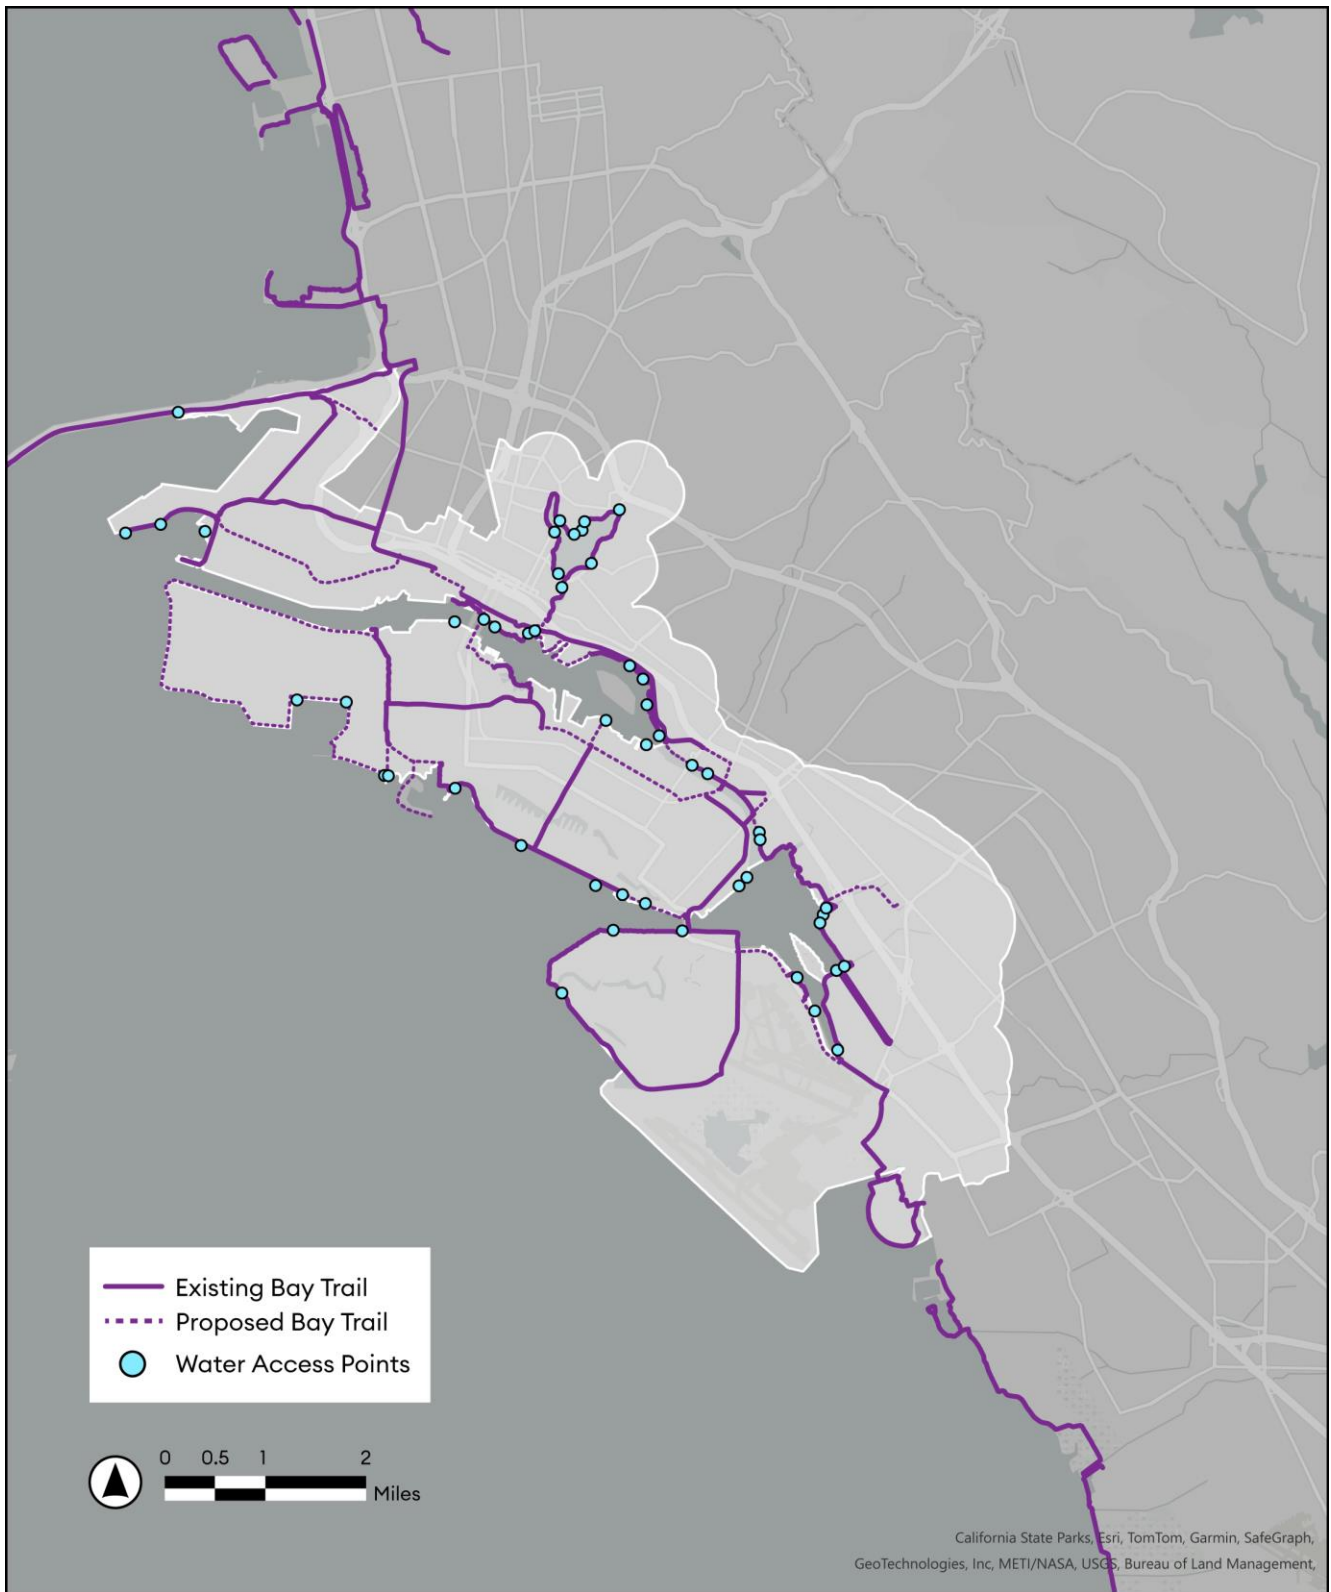 Existing Bay Trail
Proposed Bay Trail
Water Access Points
0 0.5 1 2
Miles
California State Parks, Esri, TomTom, Garmin, SafeGraph,
GeoTechnologies, Inc, METI/NASA, USGS, Bureau of Land Management,